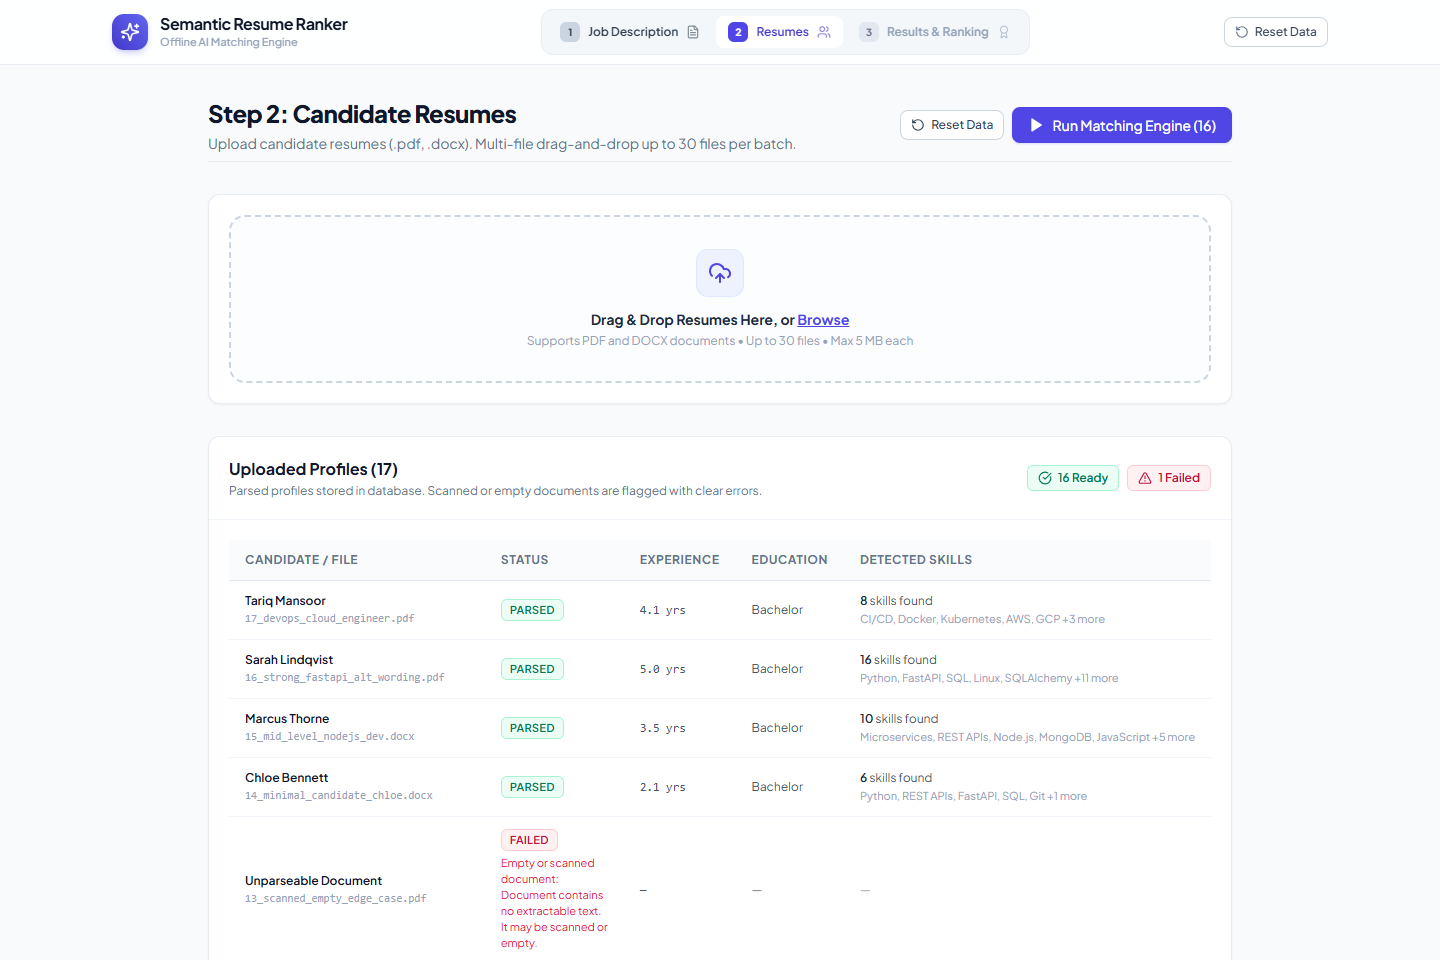 Semantic Resume Ranker
Offline AI Matching Engine
1 Job Description
2 Resumes
3 Results & Ranking
Reset Data
Step 2: Candidate Resumes
Upload candidate resumes (.pdf, .docx). Multi-file drag-and-drop up to 30 files per batch.
Reset Data
Run Matching Engine (16)
Drag & Drop Resumes Here, or Browse
Supports PDF and DOCX documents • Up to 30 files • Max 5 MB each
Uploaded Profiles (17)
Parsed profiles stored in database. Scanned or empty documents are flagged with clear errors.
16 Ready
1 Failed
CANDIDATE / FILE STATUS EXPERIENCE EDUCATION DETECTED SKILLS
Tariq Mansoor
17_devops_cloud_engineer.pdf
PARSED
4.1 yrs
Bachelor
8 skills found
CI/CD, Docker, Kubernetes, AWS, GCP +3 more
Sarah Lindqvist
16_strong_fastapi_alt_wording.pdf
PARSED
5.0 yrs
Bachelor
16 skills found
Python, FastAPI, SQL, Linux, SQLAlchemy +11 more
Marcus Thorne
15_mid_level_nodejs_dev.docx
PARSED
3.5 yrs
Bachelor
10 skills found
Microservices, REST APIs, Node.js, MongoDB, JavaScript +5 more
Chloe Bennett
14_minimal_candidate_chloe.docx
PARSED
2.1 yrs
Bachelor
6 skills found
Python, REST APIs, FastAPI, SQL, Git +1 more
Unparseable Document
13_scanned_empty_edge_case.pdf
FAILED
Empty or scanned
document:
Document contains
no extractable text.
It may be scanned or
empty.
–
—
—